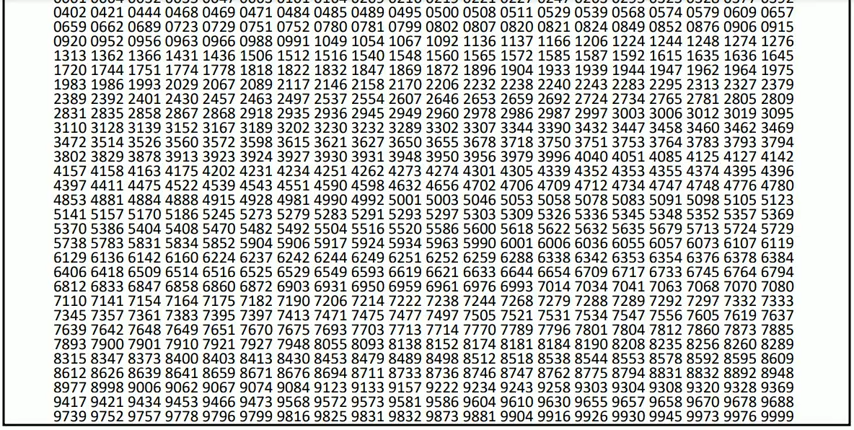 0402 0421 0444 0468 0469 0471 0484 0485 0489 0495 0500 0508 0511 0529 0539 0568 0574 0579 0609 0657
0659 0662 0689 0723 0729 0751 0752 0780 0781 0799 0802 0807 0820 0821 0824 0849 0852 0876 0906 0915
0920 0952 0956 0963 0966 0988 0991 1049 1054 1067 1092 1136 1137 1166 1206 1224 1244 1248 1274 1276
1313 1362 1366 1431 1436 1506 1512 1516 1540 1548 1560 1565 1572 1585 1587 1592 1615 1635 1636 1645
1720 1744 1751 1774 1778 1818 1822 1832 1847 1869 1872 1896 1904 1933 1939 1944 1947 1962 1964 1975
1983 1986 1993 2029 2067 2089 2117 2146 2158 2170 2206 2232 2238 2240 2243 2283 2295 2313 2327 2379
2389 2392 2401 2430 2457 2463 2497 2537 2554 2607 2646 2653 2659 2692 2724 2734 2765 2781 2805 2809
2831 2835 2858 2867 2868 2918 2935 2936 2945 2949 2960 2978 2986 2987 2997 3003 3006 3012 3019 3095
3110 3128 3139 3152 3167 3189 3202 3230 3232 3289 3302 3307 3344 3390 3432 3447 3458 3460 3462 3469
3472 3514 3526 3560 3572 3598 3615 3621 3627 3650 3655 3678 3718 3750 3751 3753 3764 3783 3793 3794
3802 3829 3878 3913 3923 3924 3927 3930 3931 3948 3950 3956 3979 3996 4040 4051 4085 4125 4127 4142
4157 4158 4163 4175 4202 4231 4234 4251 4262 4273 4274 4301 4305 4339 4352 4353 4355 4374 4395 4396
4397 4411 4475 4522 4539 4543 4551 4590 4598 4632 4656 4702 4706 4709 4712 4734 4747 4748 4776 4780
4853 4881 4884 4888 4915 4928 4981 4990 4992 5001 5003 5046 5053 5058 5078 5083 5091 5098 5105 5123
5141 5157 5170 5186 5245 5273 5279 5283 5291 5293 5297 5303 5309 5326 5336 5345 5348 5352 5357 5369
5370 5386 5404 5408 5470 5482 5492 5504 5516 5520 5586 5600 5618 5622 5632 5635 5679 5713 5724 5729
5738 5783 5831 5834 5852 5904 5906 5917 5924 5934 5963 5990 6001 6006 6036 6055 6057 6073 6107 6119
6129 6136 6142 6160 6224 6237 6242 6244 6249 6251 6252 6259 6288 6338 6342 6353 6354 6376 6378 6384
6406 6418 6509 6514 6516 6525 6529 6549 6593 6619 6621 6633 6644 6654 6709 6717 6733 6745 6764 6794
6812 6833 6847 6858 6860 6872 6903 6931 6950 6959 6961 6976 6993 7014 7034 7041 7063 7068 7070 7080
7110 7141 7154 7164 7175 7182 7190 7206 7214 7222 7238 7244 7268 7279 7288 7289 7292 7297 7332 7333
7345 7357 7361 7383 7395 7397 7413 7471 7475 7477 7497 7505 7521 7531 7534 7547 7556 7605 7619 7637
7639 7642 7648 7649 7651 7670 7675 7693 7703 7713 7714 7770 7789 7796 7801 7804 7812 7860 7873 7885
7893 7900 7901 7910 7921 7927 7948 8055 8093 8138 8152 8174 8181 8184 8190 8208 8235 8256 8260 8289
8315 8347 8373 8400 8403 8413 8430 8453 8479 8489 8498 8512 8518 8538 8544 8553 8578 8592 8595 8609
8612 8626 8639 8641 8659 8671 8676 8694 8711 8733 8736 8746 8747 8762 8775 8794 8831 8832 8892 8948
8977 8998 9006 9062 9067 9074 9084 9123 9133 9157 9222 9234 9243 9258 9303 9304 9308 9320 9328 9369
9417 9421 9434 9453 9466 9473 9568 9572 9573 9581 9586 9604 9610 9630 9655 9657 9658 9670 9678 9688
9739 9752 9757 9778 9796 9799 9816 9825 9831 9832 9873 9881 9904 9916 9926 9930 9945 9973 9976 9999